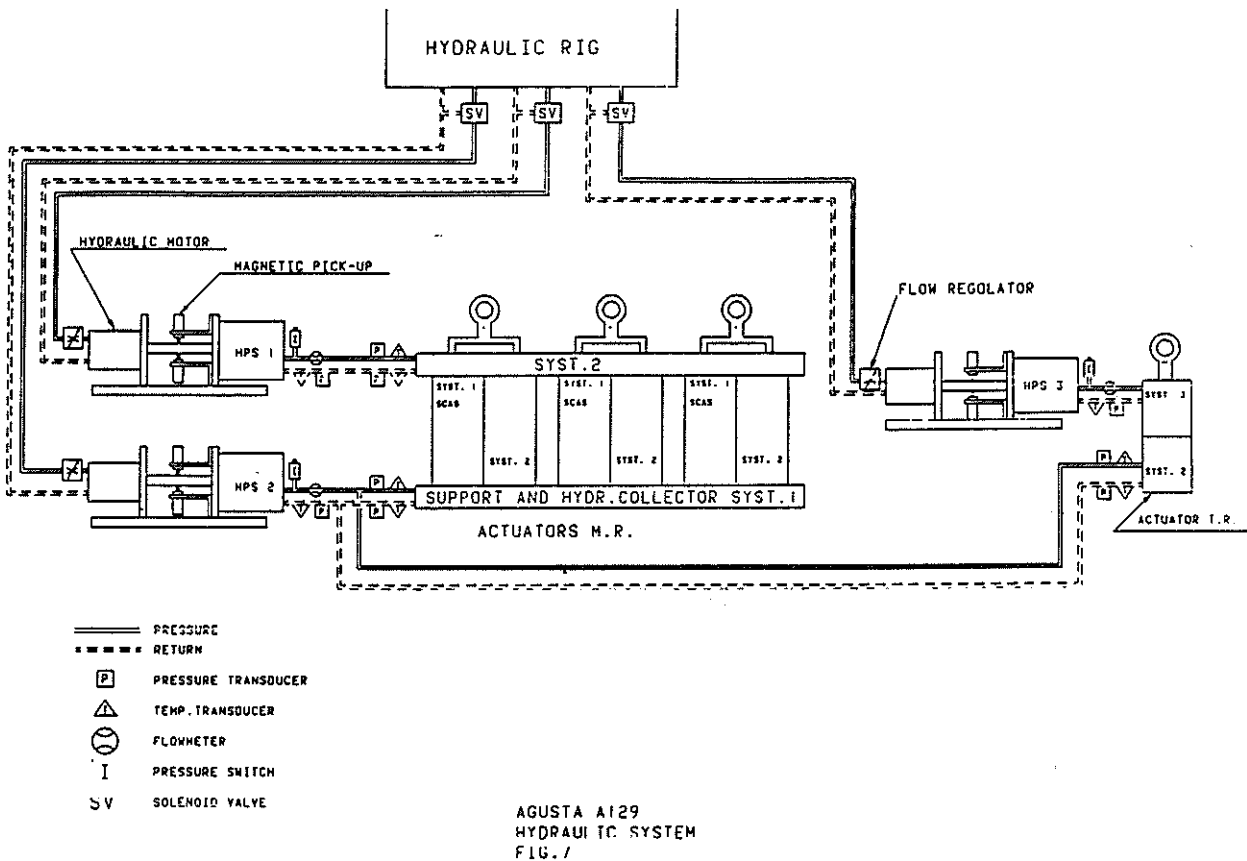 HYDRAULIC RIG
SV
SV
SV
HYDRAULIC MOTOR
MAGNETIC PICK-UP
FLOW REGOLATOR
HPS 1
P
SYST.2
SYST. 1
SCAS
SYST. 1
SCAS
SYST. 1
SCAS
SYST. 2
SYST. 2
SYST. 2
HPS 3
P
SYST 3
HPS 2
P
P
P
SUPPORT AND HYDR.COLLECTOR SYST.1
ACTUATORS M.R.
P
SYST. 2
P
ACTUATOR T.R.
PRESSURE
RETURN
P PRESSURE TRANSDUCER
TEMP.TRANSDUCER
FLOWMETER
I PRESSURE SWITCH
SV SOLENOID VALVE
AGUSTA A129
HYDRAULIC SYSTEM